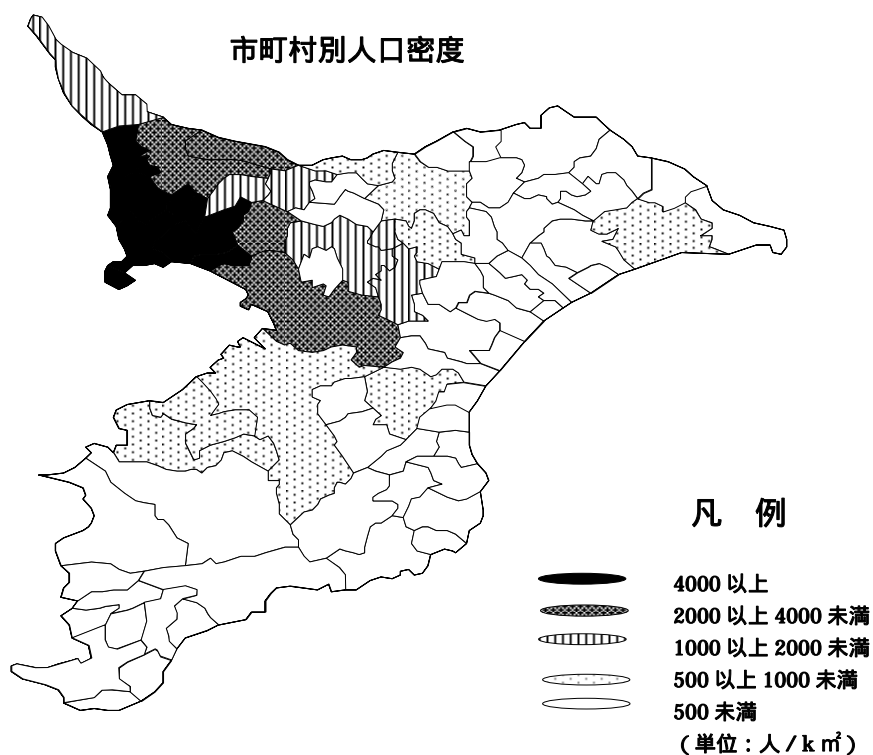 市町村別人口密度
凡 例
4000 以上
2000 以上 4000 未満
1000 以上 2000 未満
500 以上 1000 未満
500 未満
(単位:人/k㎡)